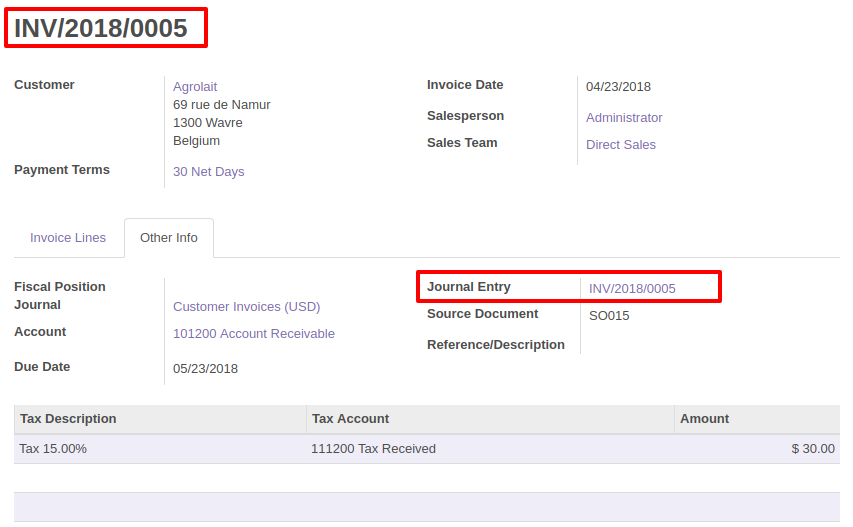 INV/2018/0005
Customer
Agrolait
69 rue de Namur
1300 Wavre
Belgium
Payment Terms
30 Net Days
Invoice Date
04/23/2018
Salesperson
Administrator
Sales Team
Direct Sales
Invoice Lines
Other Info
Fiscal Position
Journal
Customer Invoices (USD)
Account
101200 Account Receivable
Due Date
05/23/2018
Journal Entry
INV/2018/0005
Source Document
SO015
Reference/Description
Tax Description Tax Account Amount
Tax 15.00% 111200 Tax Received $ 30.00